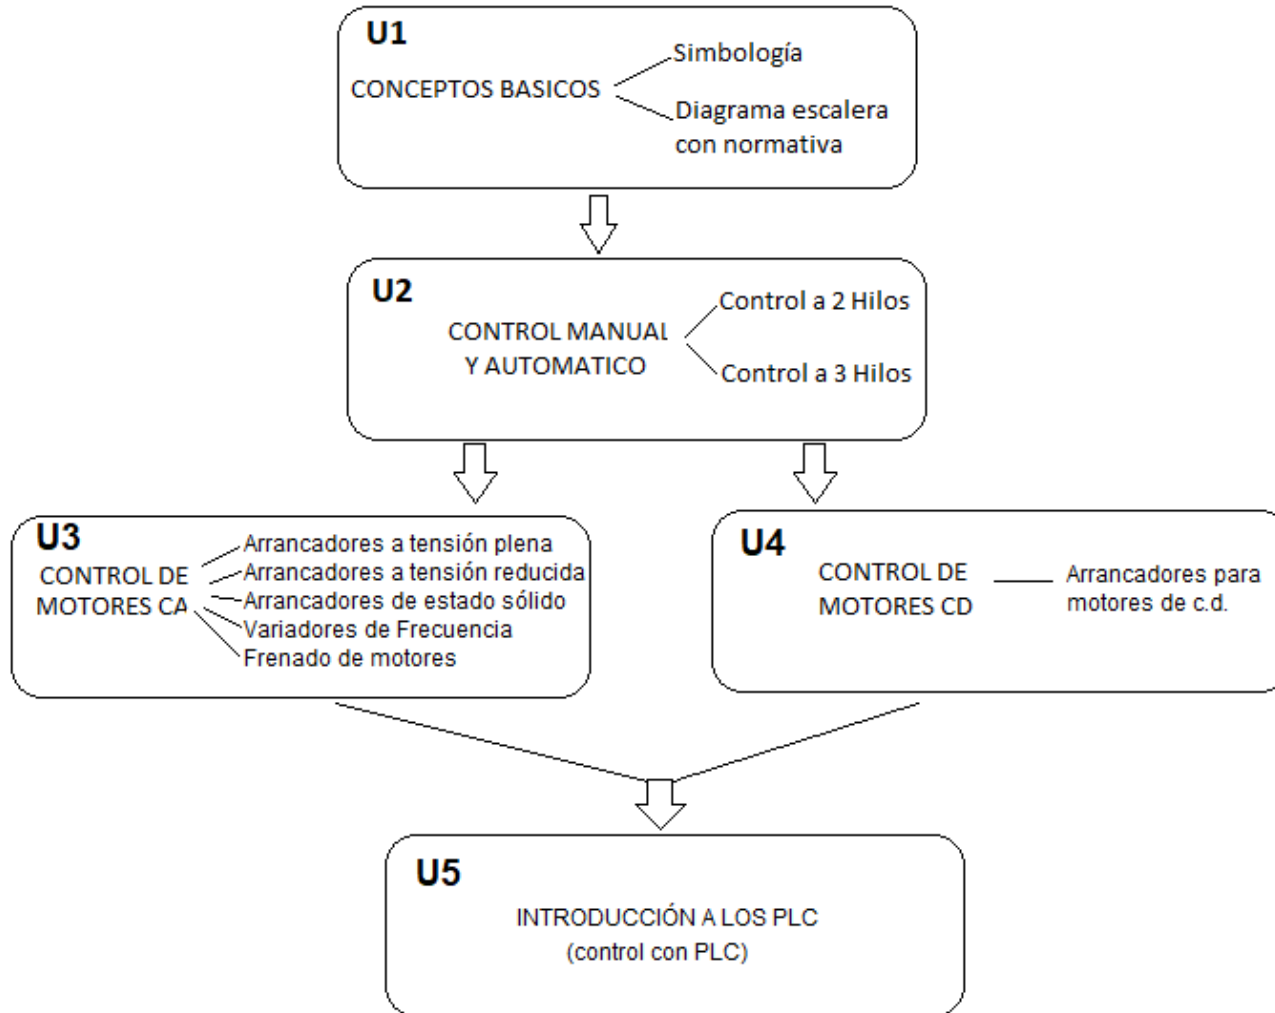 U1
CONCEPTOS BASICOS
Simbología
Diagrama escalera
con normativa
U2
CONTROL MANUAL
Y AUTOMATICO
Control a 2 Hilos
Control a 3 Hilos
U3
CONTROL DE
MOTORES CA
Arrancadores a tensión plena
Arrancadores a tensión reducida
Arrancadores de estado sólido
Variadores de Frecuencia
Frenado de motores
U4
CONTROL DE
MOTORES CD
Arrancadores para
motores de c.d.
U5
INTRODUCCIÓN A LOS PLC
(control con PLC)